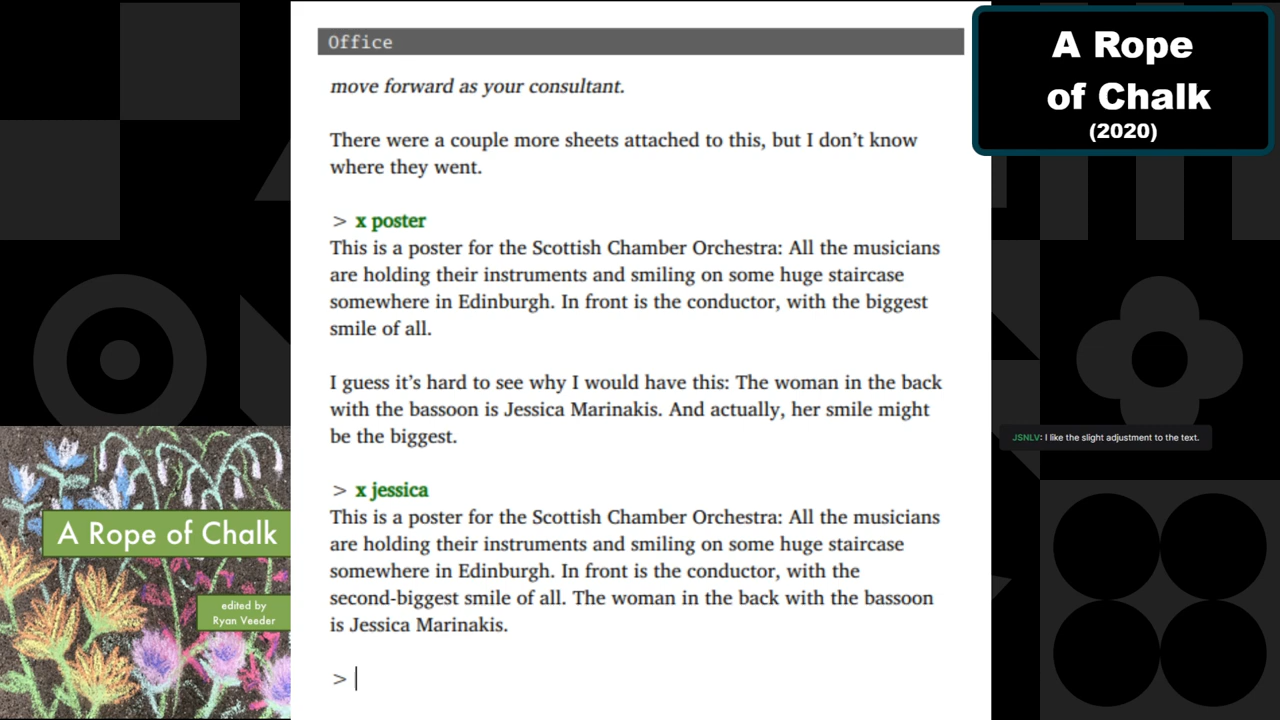 Office
move forward as your consultant.
There were a couple more sheets attached to this, but I don’t know
where they went.
> x poster
This is a poster for the Scottish Chamber Orchestra: All the musicians
are holding their instruments and smiling on some huge staircase
somewhere in Edinburgh. In front is the conductor, with the biggest
smile of all.
I guess it’s hard to see why I would have this: The woman in the back
with the bassoon is Jessica Marinakis. And actually, her smile might
be the biggest.
> x jessica
This is a poster for the Scottish Chamber Orchestra: All the musicians
are holding their instruments and smiling on some huge staircase
somewhere in Edinburgh. In front is the conductor, with the
second-biggest smile of all. The woman in the back with the bassoon
is Jessica Marinakis.
>
A Rope
of Chalk
(2020)
JSNLV: I like the slight adjustment to the text.
A Rope of Chalk
edited by
Ryan Veeder